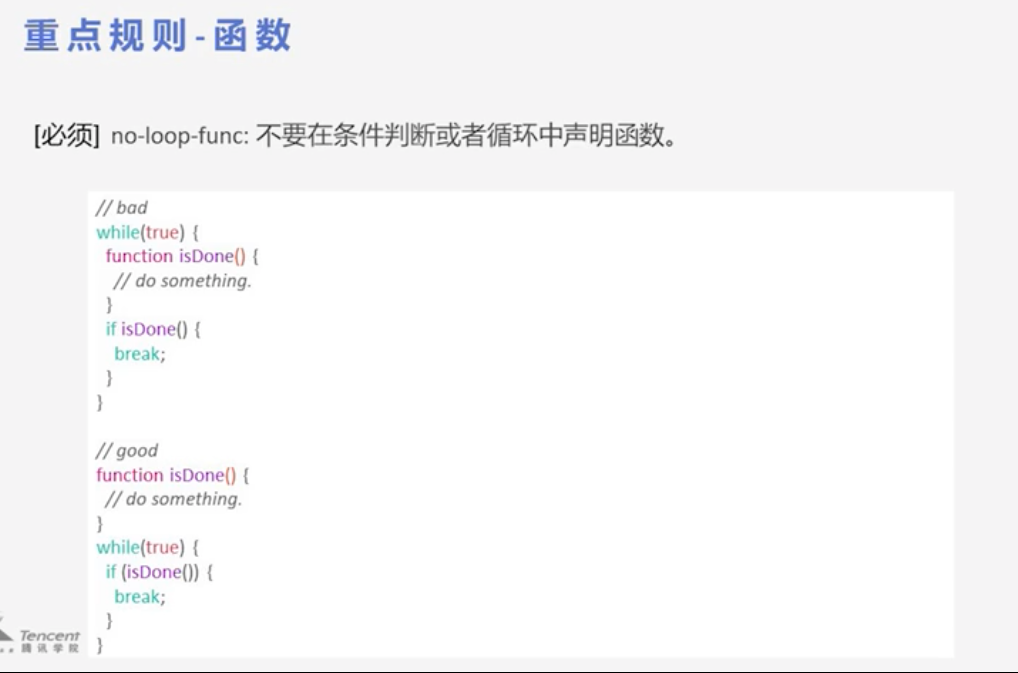 重点规则-函数
[必须] no-loop-func: 不要在条件判断或者循环中声明函数。
// bad
while(true) {
function isDone() {
// do something.
}
if isDone() {
break;
}
}
// good
function isDone() {
// do something.
}
while(true) {
if (isDone()) {
break;
}
}
Tencent
腾讯学院